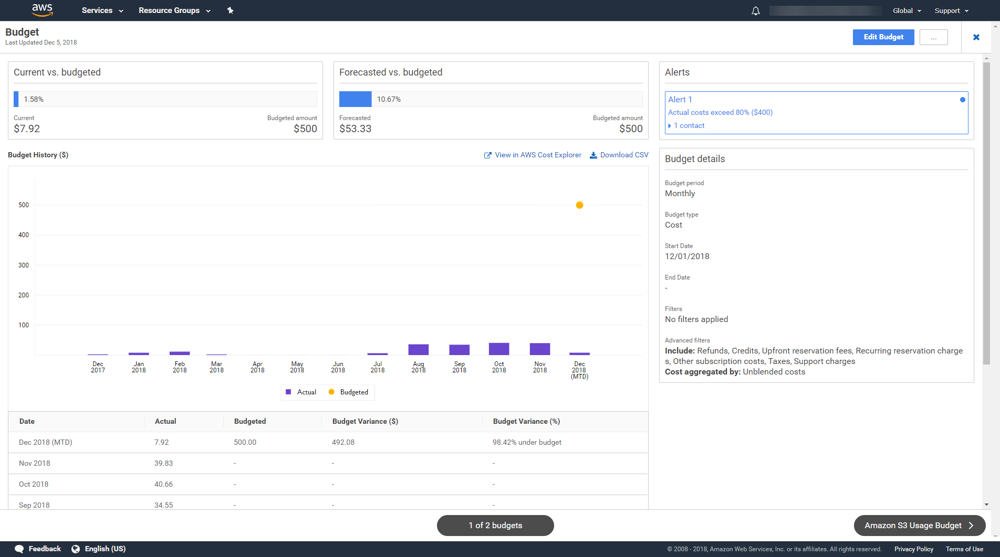 aws Services Resource Groups Global Support
Budget
Last Updated Dec 5, 2018
Edit Budget ...
Current vs. budgeted
1.58%
Current Budgeted amount
$7.92 $500
Forecasted vs. budgeted
10.67%
Forecasted Budgeted amount
$53.33 $500
Alerts
Alert 1
Actual costs exceed 80% ($400)
1 contact
Budget History ($) View in AWS Cost Explorer Download CSV
500
400
300
200
100
Dec 2017
Jan 2018
Feb 2018
Mar 2018
Apr 2018
May 2018
Jun 2018
Jul 2018
Aug 2018
Sep 2018
Oct 2018
Nov 2018
Dec 2018 (MTD)
Actual Budgeted
Date Actual Budgeted Budget Variance ($) Budget Variance (%)
Dec 2018 (MTD) 7.92 500.00 492.08 98.42% under budget
Nov 2018 39.83 - - -
Oct 2018 40.66 - - -
Sep 2018 34.55 - - -
Budget details
Budget period
Monthly
Budget type
Cost
Start Date
12/01/2018
End Date
-
Filters
No filters applied
Advanced filters
Include: Refunds, Credits, Upfront reservation fees, Recurring reservation charge
s, Other subscription costs, Taxes, Support charges
Cost aggregated by: Unblended costs
1 of 2 budgets
Amazon S3 Usage Budget
Feedback English (US) © 2008 - 2018, Amazon Web Services, Inc. or its affiliates. All rights reserved. Privacy Policy Terms of Use